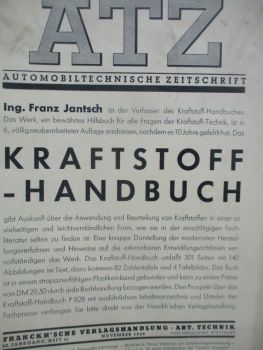 ATZ
AUTOMOBILTECHNISCHE ZEITSCHRIFT
Ing. Franz Jantsch ist der Verfasser des Kraftstoff-Handbuches.
Das Werk, ein bewährtes Hilfsbuch für alle Fragen der Kraftstoff-Technik, ist in
6., völlig neubearbeiteter Auflage erschienen, nachdem es 10 Jahre gefehlt hat. Das
KRAFTSTOFF
-HANDBUCH
gibt Auskunft über die Anwendung und Beurteilung von Kraftstoffen in einer so
vielseitigen und leichtverständlichen Form, wie sie in der einschlägigen Fach-
literatur selten zu finden ist. Eine knappe Darstellung der modernsten Herstel-
lungsverfahren und Hinweise auf die erkennbaren Entwicklungsrichtlinien ver-
vollständigen das Werk. Das Kraftstoff-Handbuch umfaßt 301 Seiten mit 140
Abbildungen im Text, dazu kommen 82 Zahlentafeln und 4 Tafelbilder. Das Buch
ist in einen strapazierfähigen Plastikeinband gebunden und kann zu einem Preise
von DM 29,50 durch jede Buchhandlung bezogen werden. Den Prospekt über das
Kraftstoff-Handbuch P 828 mit ausführlichem Inhaltsverzeichnis und Urteilen der
Fachpresse verlangen Sie bitte direkt von der Franckh'schen Verlagshandlung
FRANCKH'SCHE VERLAGSHANDLUNG · ABT. TECHNIK
JAHRGANG / HEFT 11 NOVEMBER